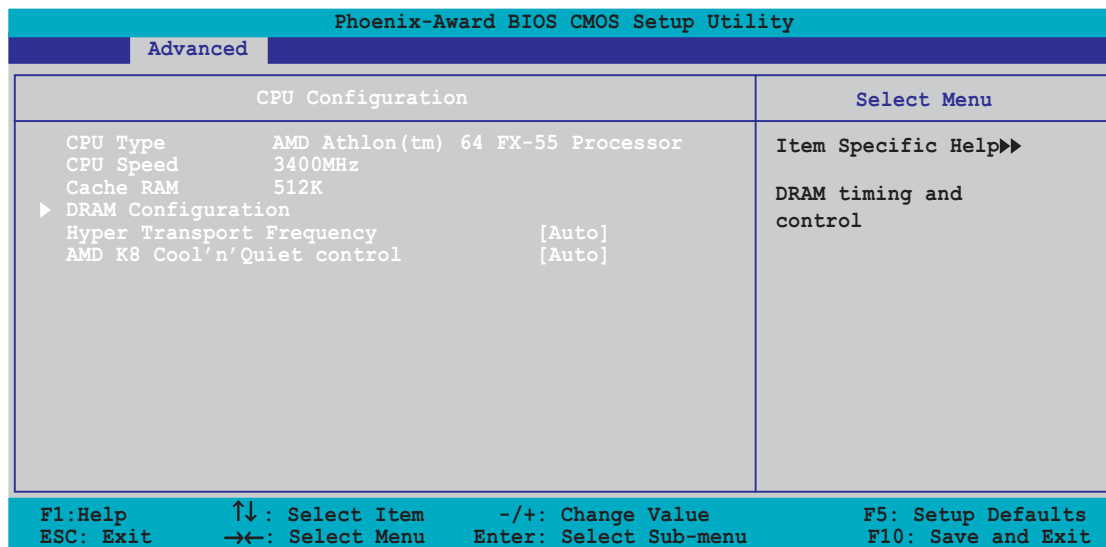 Phoenix-Award BIOS CMOS Setup Utility
Advanced
CPU Configuration
Select Menu
CPU Type AMD Athlon(tm) 64 FX-55 Processor
CPU Speed 3400MHz
Cache RAM 512K
DRAM Configuration
Hyper Transport Frequency [Auto]
AMD K8 Cool'n'Quiet control [Auto]
Item Specific Help
DRAM timing and
control
F1:Help ↑↓: Select Item -/+: Change Value F5: Setup Defaults
ESC: Exit →←: Select Menu Enter: Select Sub-menu F10: Save and Exit